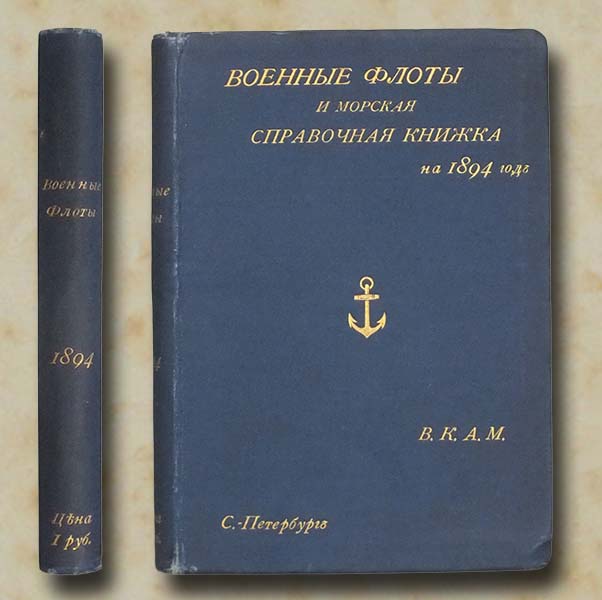 Военные
Флоты
1894
Цѣна
1 руб.
ВОЕННЫЕ ФЛОТЫ
И МОРСКАЯ
СПРАВОЧНАЯ КНИЖКА
на 1894 годъ
В. К. А. М.
С.-Петербургъ